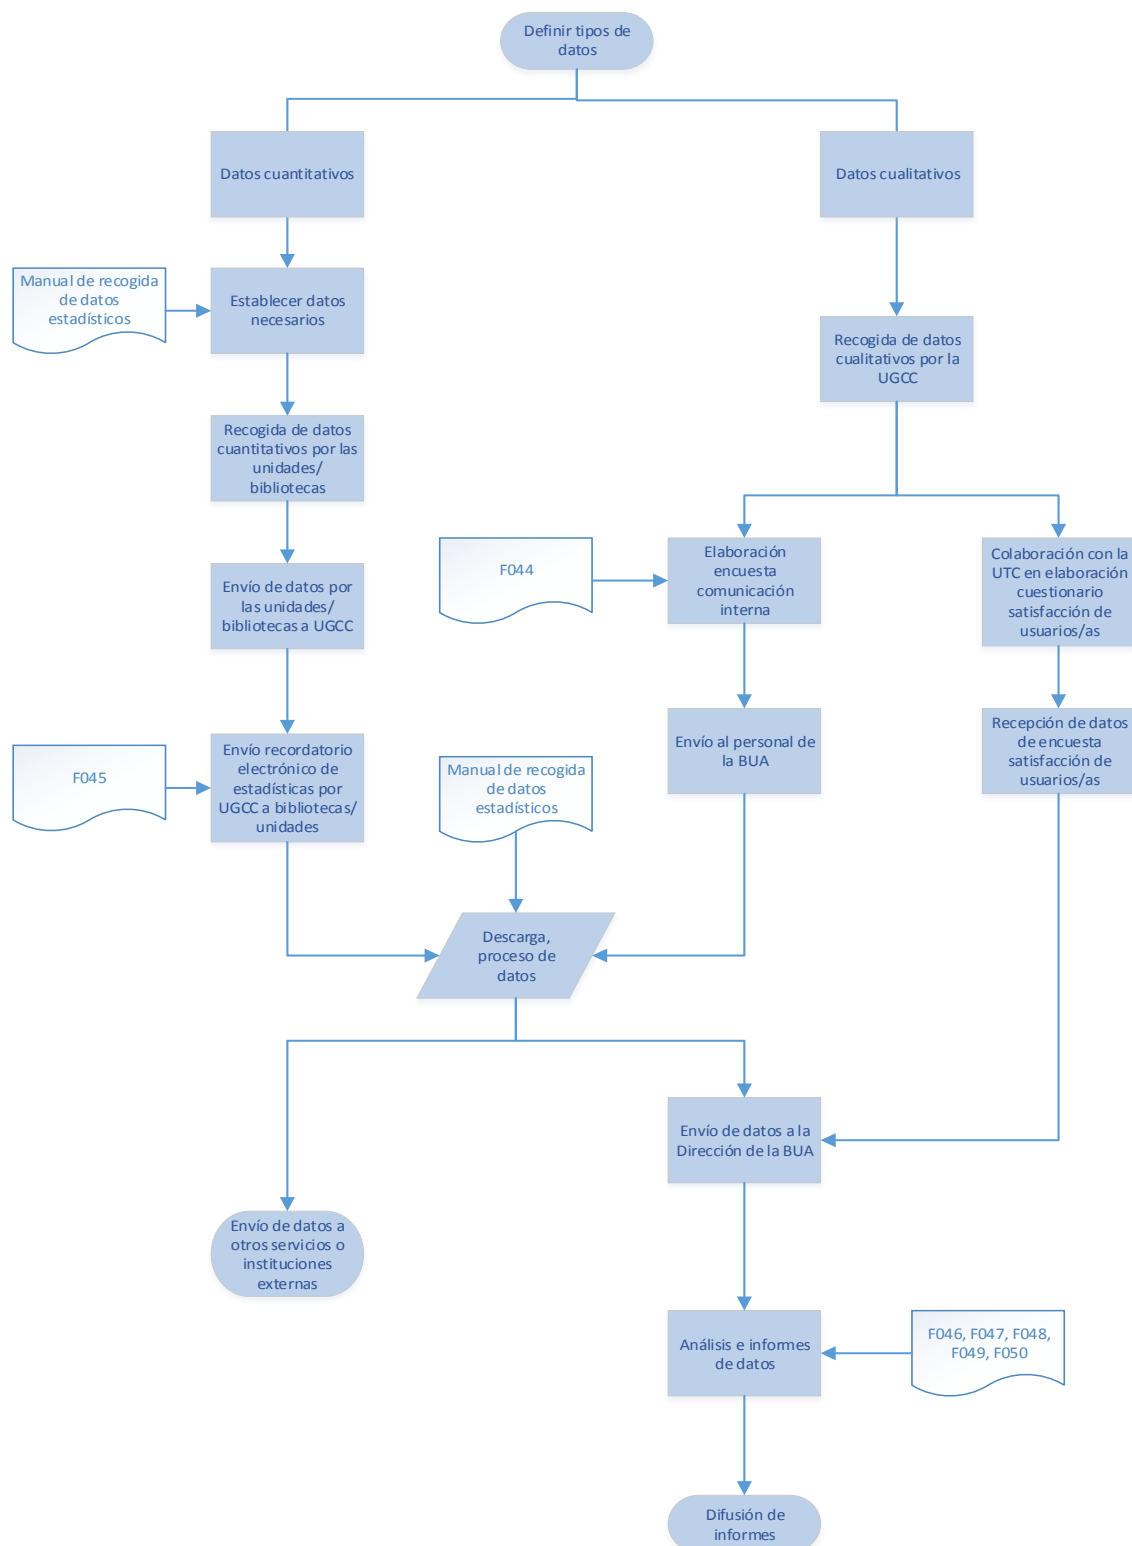 Definir tipos de
datos
Datos cuantitativos
Datos cualitativos
Manual de recogida
de datos
estadísticos
Establecer datos
necesarios
Recogida de datos
cualitativos por la
UGCC
Recogida de datos
cuantitativos por las
unidades/
bibliotecas
F044
Elaboración
encuesta
comunicación
interna
Colaboración con la
UTC en elaboración
cuestionario
satisfacción de
usuarios/as
Envío de datos por
las unidades/
bibliotecas a UGCC
F045
Envío recordatorio
electrónico de
estadísticas por
UGCC a bibliotecas/
unidades
Manual de recogida
de datos
estadísticos
Envío al personal de
la BUA
Recepción de datos
de encuesta
satisfacción de
usuarios/as
Descarga,
proceso de
datos
Envío de datos a la
Dirección de la BUA
Envío de datos a
otros servicios o
instituciones
externas
Análisis e informes
de datos
F046, F047, F048,
F049, F050
Difusión de
informes